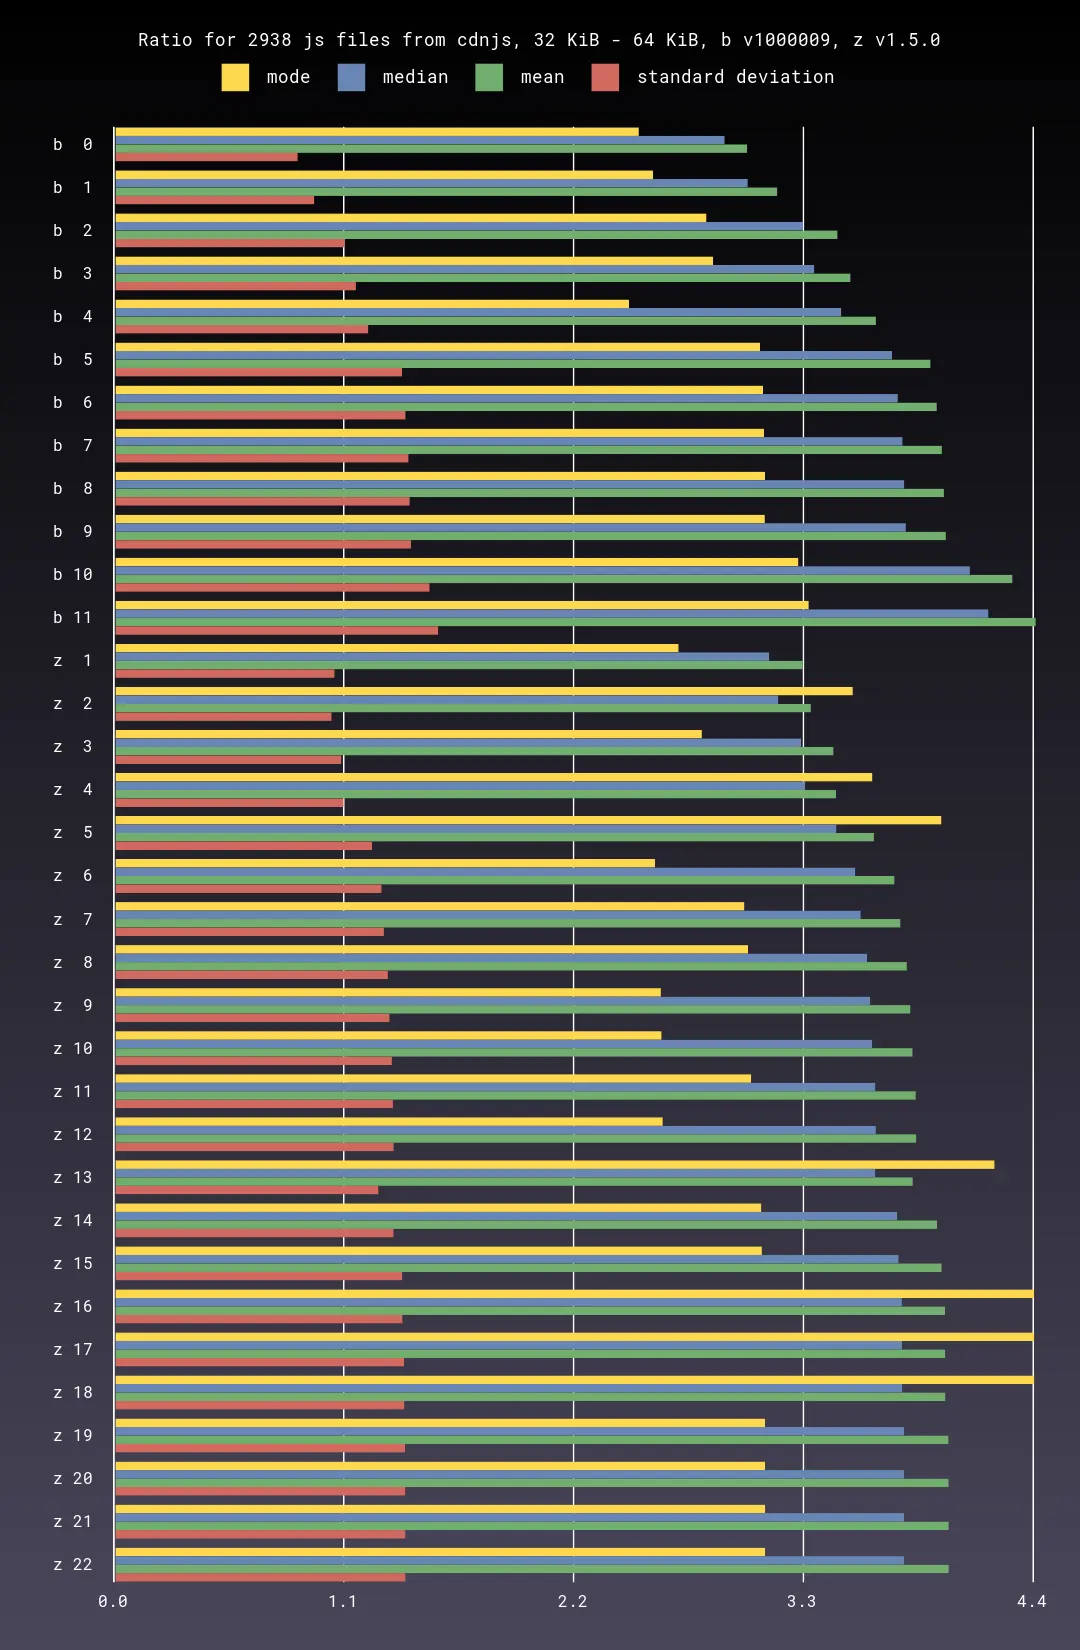 Ratio for 2938 js files from cdnjs, 32 KiB - 64 KiB, b v1000009, z v1.5.0
mode median mean standard deviation
b 0
b 1
b 2
b 3
b 4
b 5
b 6
b 7
b 8
b 9
b 10
b 11
z 1
z 2
z 3
z 4
z 5
z 6
z 7
z 8
z 9
z 10
z 11
z 12
z 13
z 14
z 15
z 16
z 17
z 18
z 19
z 20
z 21
z 22
0.0 1.1 2.2 3.3 4.4